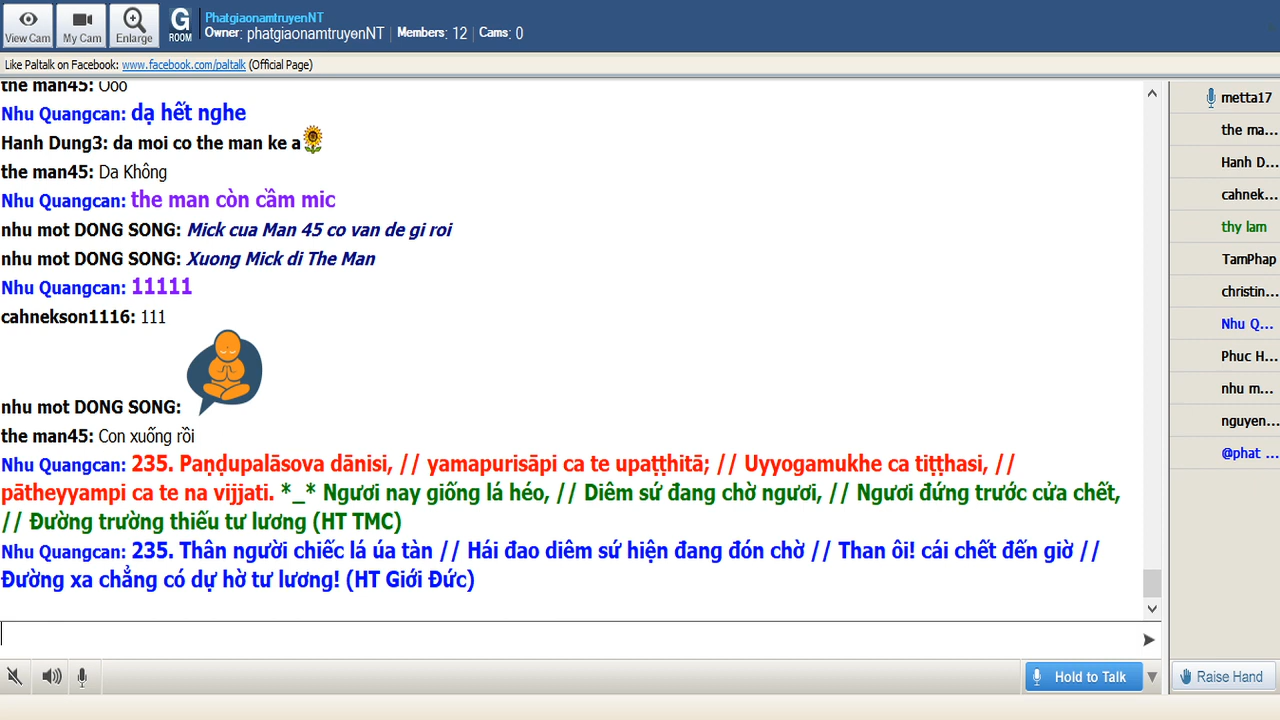 View Cam
My Cam
Enlarge
G
ROOM
PhatgiaonamtruyenNT
Owner: phatgiaonamtruyenNT | Members: 12 | Cams: 0
Like Paltalk on Facebook: www.facebook.com/paltalk (Official Page)
the man45: Ooo
Nhu Quangcan: dạ hết nghe
Hanh Dung3: da moi co the man ke a
the man45: Da Không
Nhu Quangcan: the man còn cầm mic
nhu mot DONG SONG: Mick cua Man 45 co van de gi roi
nhu mot DONG SONG: Xuong Mick di The Man
Nhu Quangcan: 11111
cahnekson1116: 111
nhu mot DONG SONG:
the man45: Con xuống rồi
Nhu Quangcan: 235. Paṇḍupalāsova dānisi, // yamapurisāpi ca te upaṭṭhitā; // Uyyogamukhe ca tiṭṭhasi, //
pātheyyampi ca te na vijjati. *_* Ngươi nay giống lá héo, // Diêm sứ đang chờ ngươi, // Ngươi đứng trước cửa chết,
// Đường trường thiếu tư lương (HT TMC)
Nhu Quangcan: 235. Thân người chiếc lá úa tàn // Hái đao diêm sứ hiện đang đón chờ // Than ôi! cái chết đến giờ //
Đường xa chẳng có dự hờ tư lương! (HT Giới Đức)
metta17
the ma...
Hanh D...
cahnek...
thy lam
TamPhap
christin...
Nhu Q...
Phuc H...
nhu m...
nguyen...
@phat ...
Hold to Talk
Raise Hand